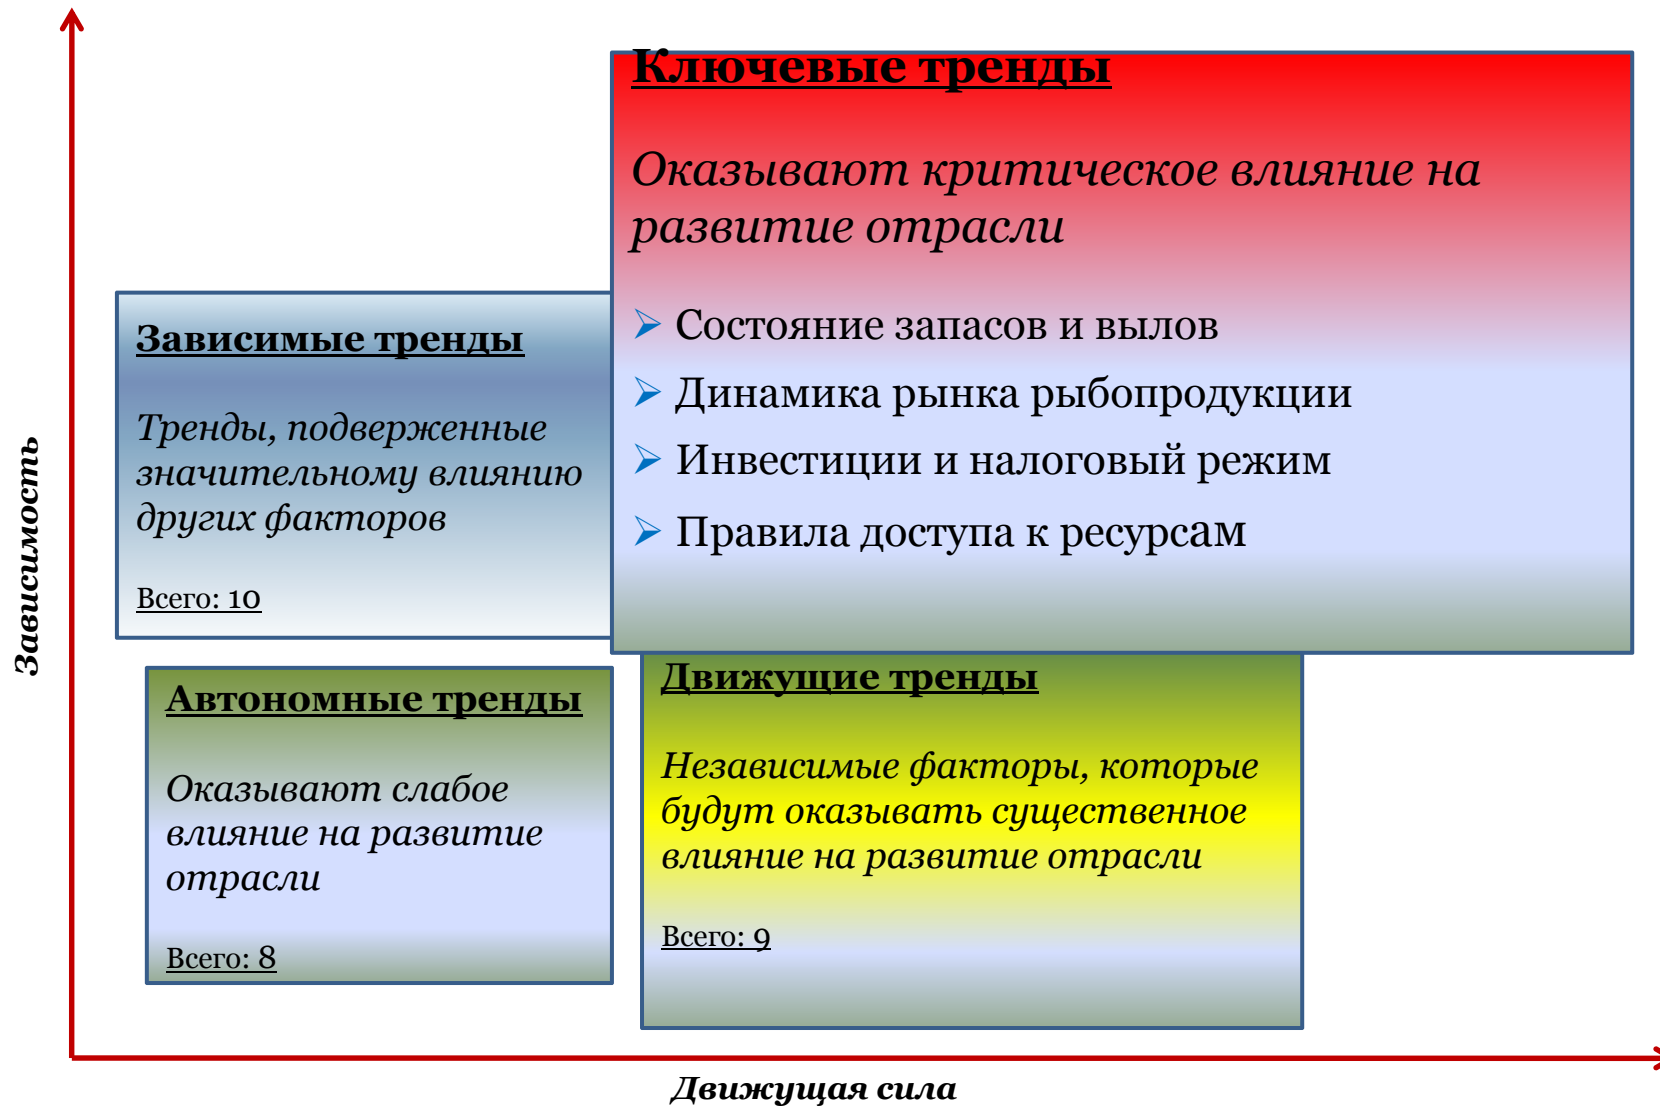 Ключевые тренды
Оказывают критическое влияние на
развитие отрасли
Состояние запасов и вылов
Динамика рынка рыбопродукции
Инвестиции и налоговый режим
Правила доступа к ресурсам
Зависимые тренды
Тренды, подверженные
значительному влиянию
других факторов
Всего: 10
Автономные тренды
Оказывают слабое
влияние на развитие
отрасли
Всего: 8
Движущие тренды
Независимые факторы, которые
будут оказывать существенное
влияние на развитие отрасли
Всего: 9
Зависимость
Движущая сила